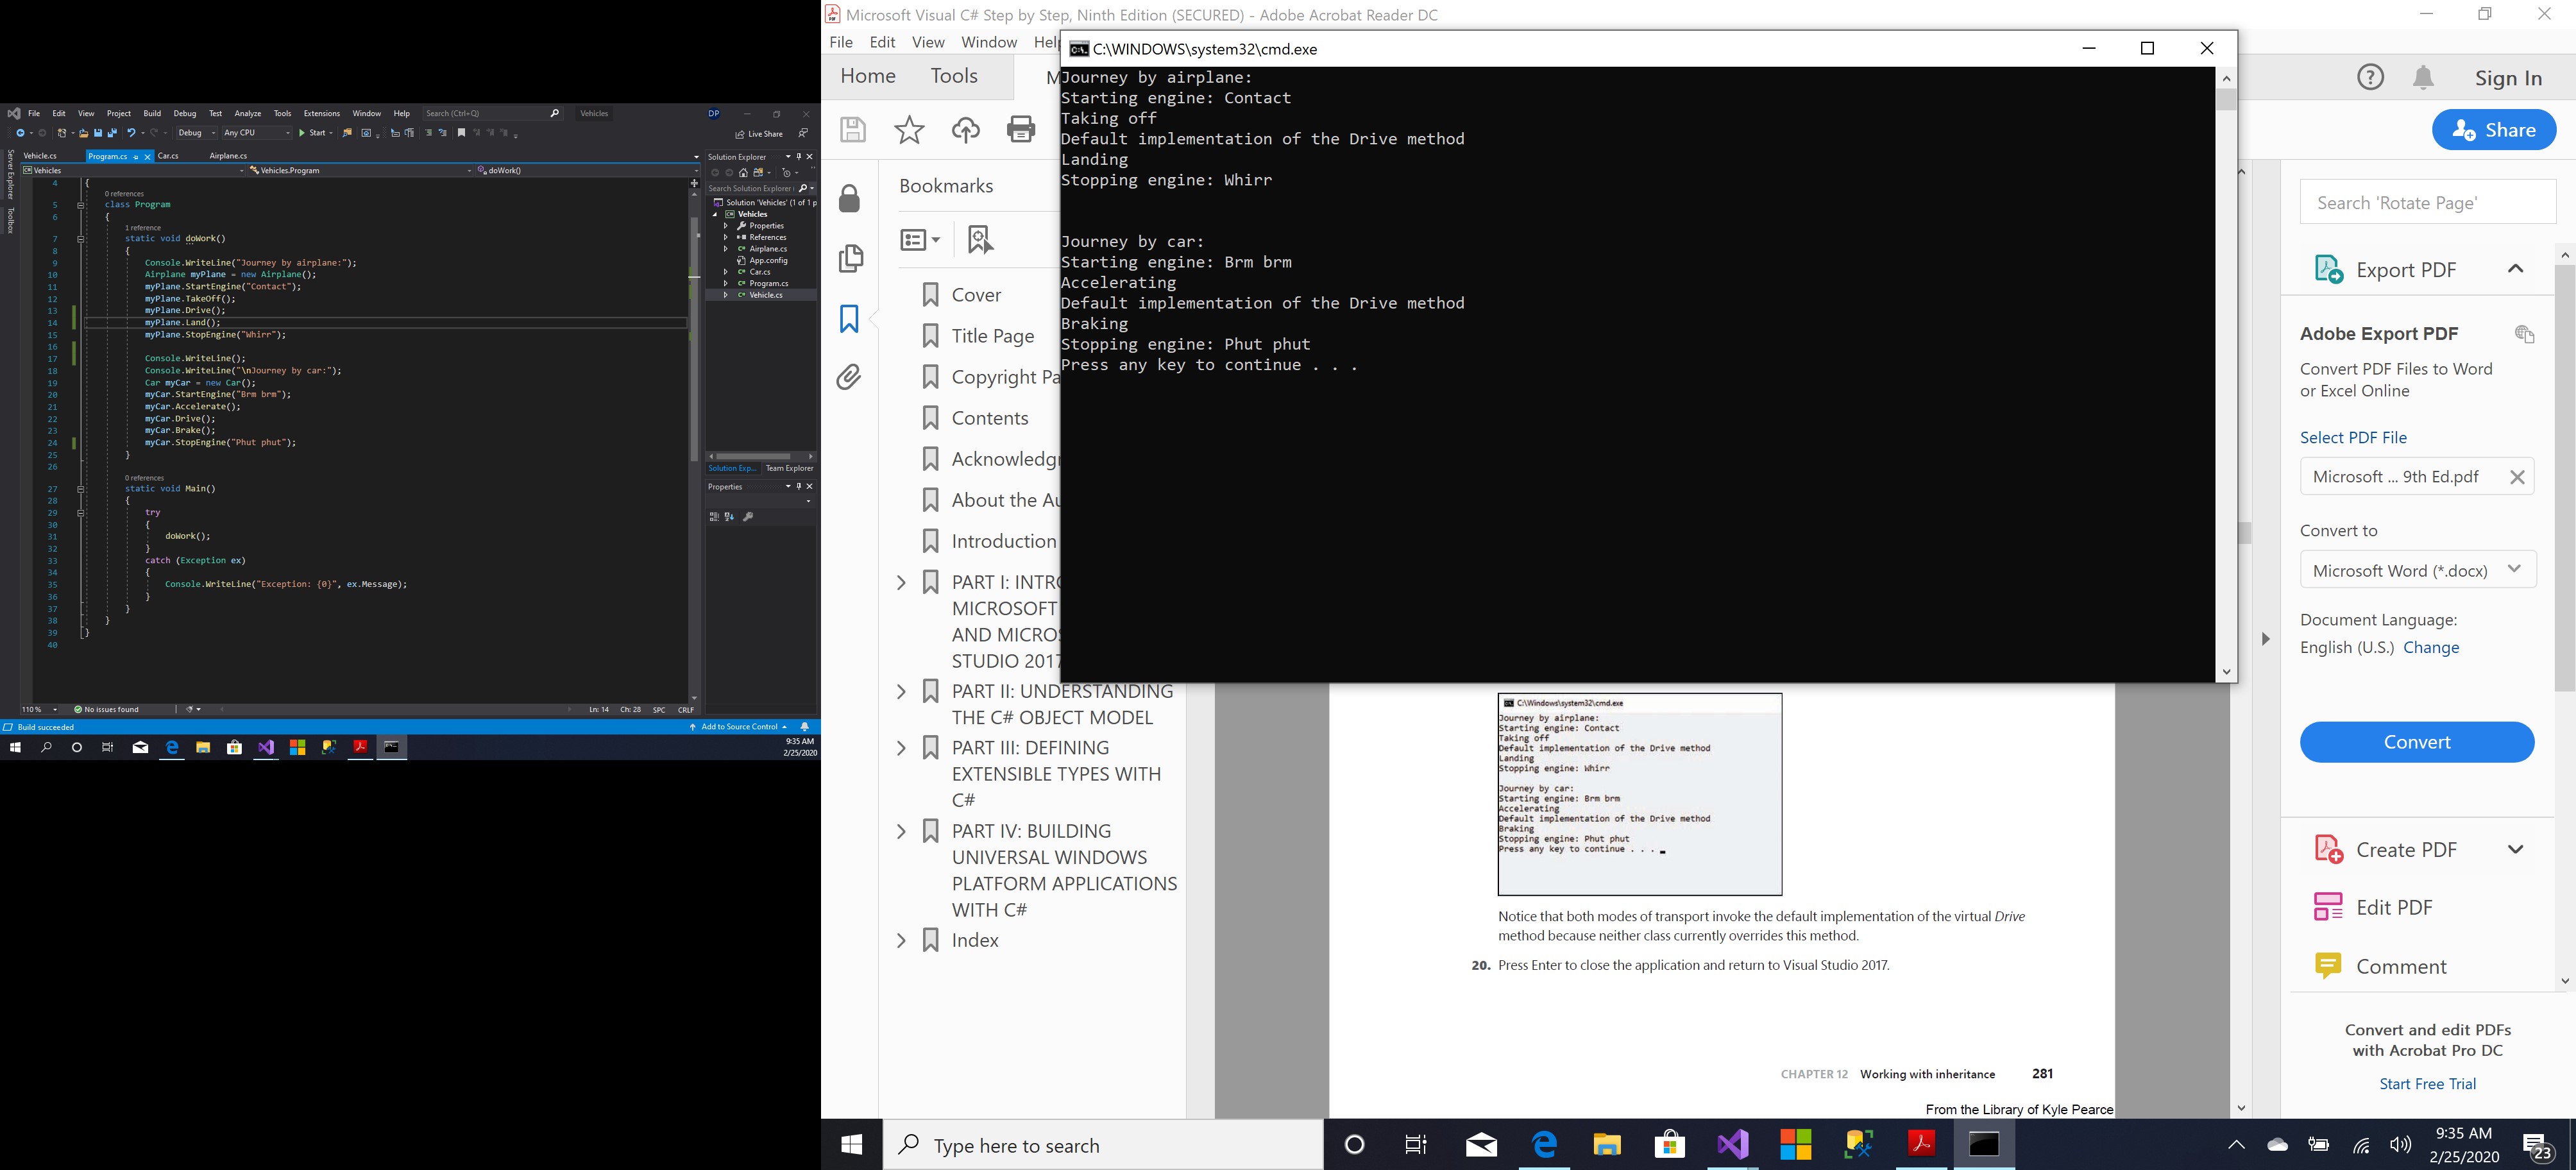 File Edit View Project Build Debug Test Analyze Tools Extensions Window Help Search (Ctrl+Q) Vehicles DP
Debug Any CPU Start Live Share
Server Explorer
Toolbox
Vehicle.cs Program.cs Car.cs Airplane.cs
Vehicles Vehicles.Program doWork()
4 {
0 references
5 class Program
6 {
1 reference
7 static void doWork()
8 {
9 Console.WriteLine("Journey by airplane:");
10 Airplane myPlane = new Airplane();
11 myPlane.StartEngine("Contact");
12 myPlane.TakeOff();
13 myPlane.Drive();
14 myPlane.Land();
15 myPlane.StopEngine("Whirr");
16
17 Console.WriteLine();
18 Console.WriteLine("\nJourney by car:");
19 Car myCar = new Car();
20 myCar.StartEngine("Brm brm");
21 myCar.Accelerate();
22 myCar.Drive();
23 myCar.Brake();
24 myCar.StopEngine("Phut phut");
25 }
26
0 references
27 static void Main()
28 {
29 try
30 {
31 doWork();
32 }
33 catch (Exception ex)
34 {
35 Console.WriteLine("Exception: {0}", ex.Message);
36 }
37 }
38 }
39 }
40
110 % No issues found Ln: 14 Ch: 28 SPC CRLF
Solution Explorer
Search Solution Explorer (
Solution 'Vehicles' (1 of 1 p
Vehicles
Properties
References
Airplane.cs
App.config
Car.cs
Program.cs
Vehicle.cs
Solution Exp... Team Explorer
Properties
Build succeeded Add to Source Control
9:35 AM
2/25/2020
Microsoft Visual C# Step by Step, Ninth Edition (SECURED) - Adobe Acrobat Reader DC
File Edit View Window Help
Home Tools M
Sign In
Share
Bookmarks
Cover
Title Page
Copyright Pa
Contents
Acknowledgr
About the Au
Introduction
PART I: INTRO
MICROSOFT
AND MICROS
STUDIO 2017
PART II: UNDERSTANDING
THE C# OBJECT MODEL
PART III: DEFINING
EXTENSIBLE TYPES WITH
C#
PART IV: BUILDING
UNIVERSAL WINDOWS
PLATFORM APPLICATIONS
WITH C#
Index
C:\WINDOWS\system32\cmd.exe
Journey by airplane:
Starting engine: Contact
Taking off
Default implementation of the Drive method
Landing
Stopping engine: Whirr
Journey by car:
Starting engine: Brm brm
Accelerating
Default implementation of the Drive method
Braking
Stopping engine: Phut phut
Press any key to continue . . .
C:\Windows\system32\cmd.exe
Journey by airplane:
Starting engine: Contact
Taking off
Default implementation of the Drive method
Landing
Stopping engine: Whirr
Journey by car:
Starting engine: Brm brm
Accelerating
Default implementation of the Drive method
Braking
Stopping engine: Phut phut
Press any key to continue . . .
Notice that both modes of transport invoke the default implementation of the virtual Drive
method because neither class currently overrides this method.
20. Press Enter to close the application and return to Visual Studio 2017.
CHAPTER 12 Working with inheritance 281
From the Library of Kyle Pearce
Search 'Rotate Page'
Export PDF
Adobe Export PDF
Convert PDF Files to Word
or Excel Online
Select PDF File
Microsoft ... 9th Ed.pdf
Convert to
Microsoft Word (*.docx)
Document Language:
English (U.S.) Change
Convert
Create PDF
Edit PDF
Comment
Convert and edit PDFs
with Acrobat Pro DC
Start Free Trial
Type here to search
9:35 AM
2/25/2020
23